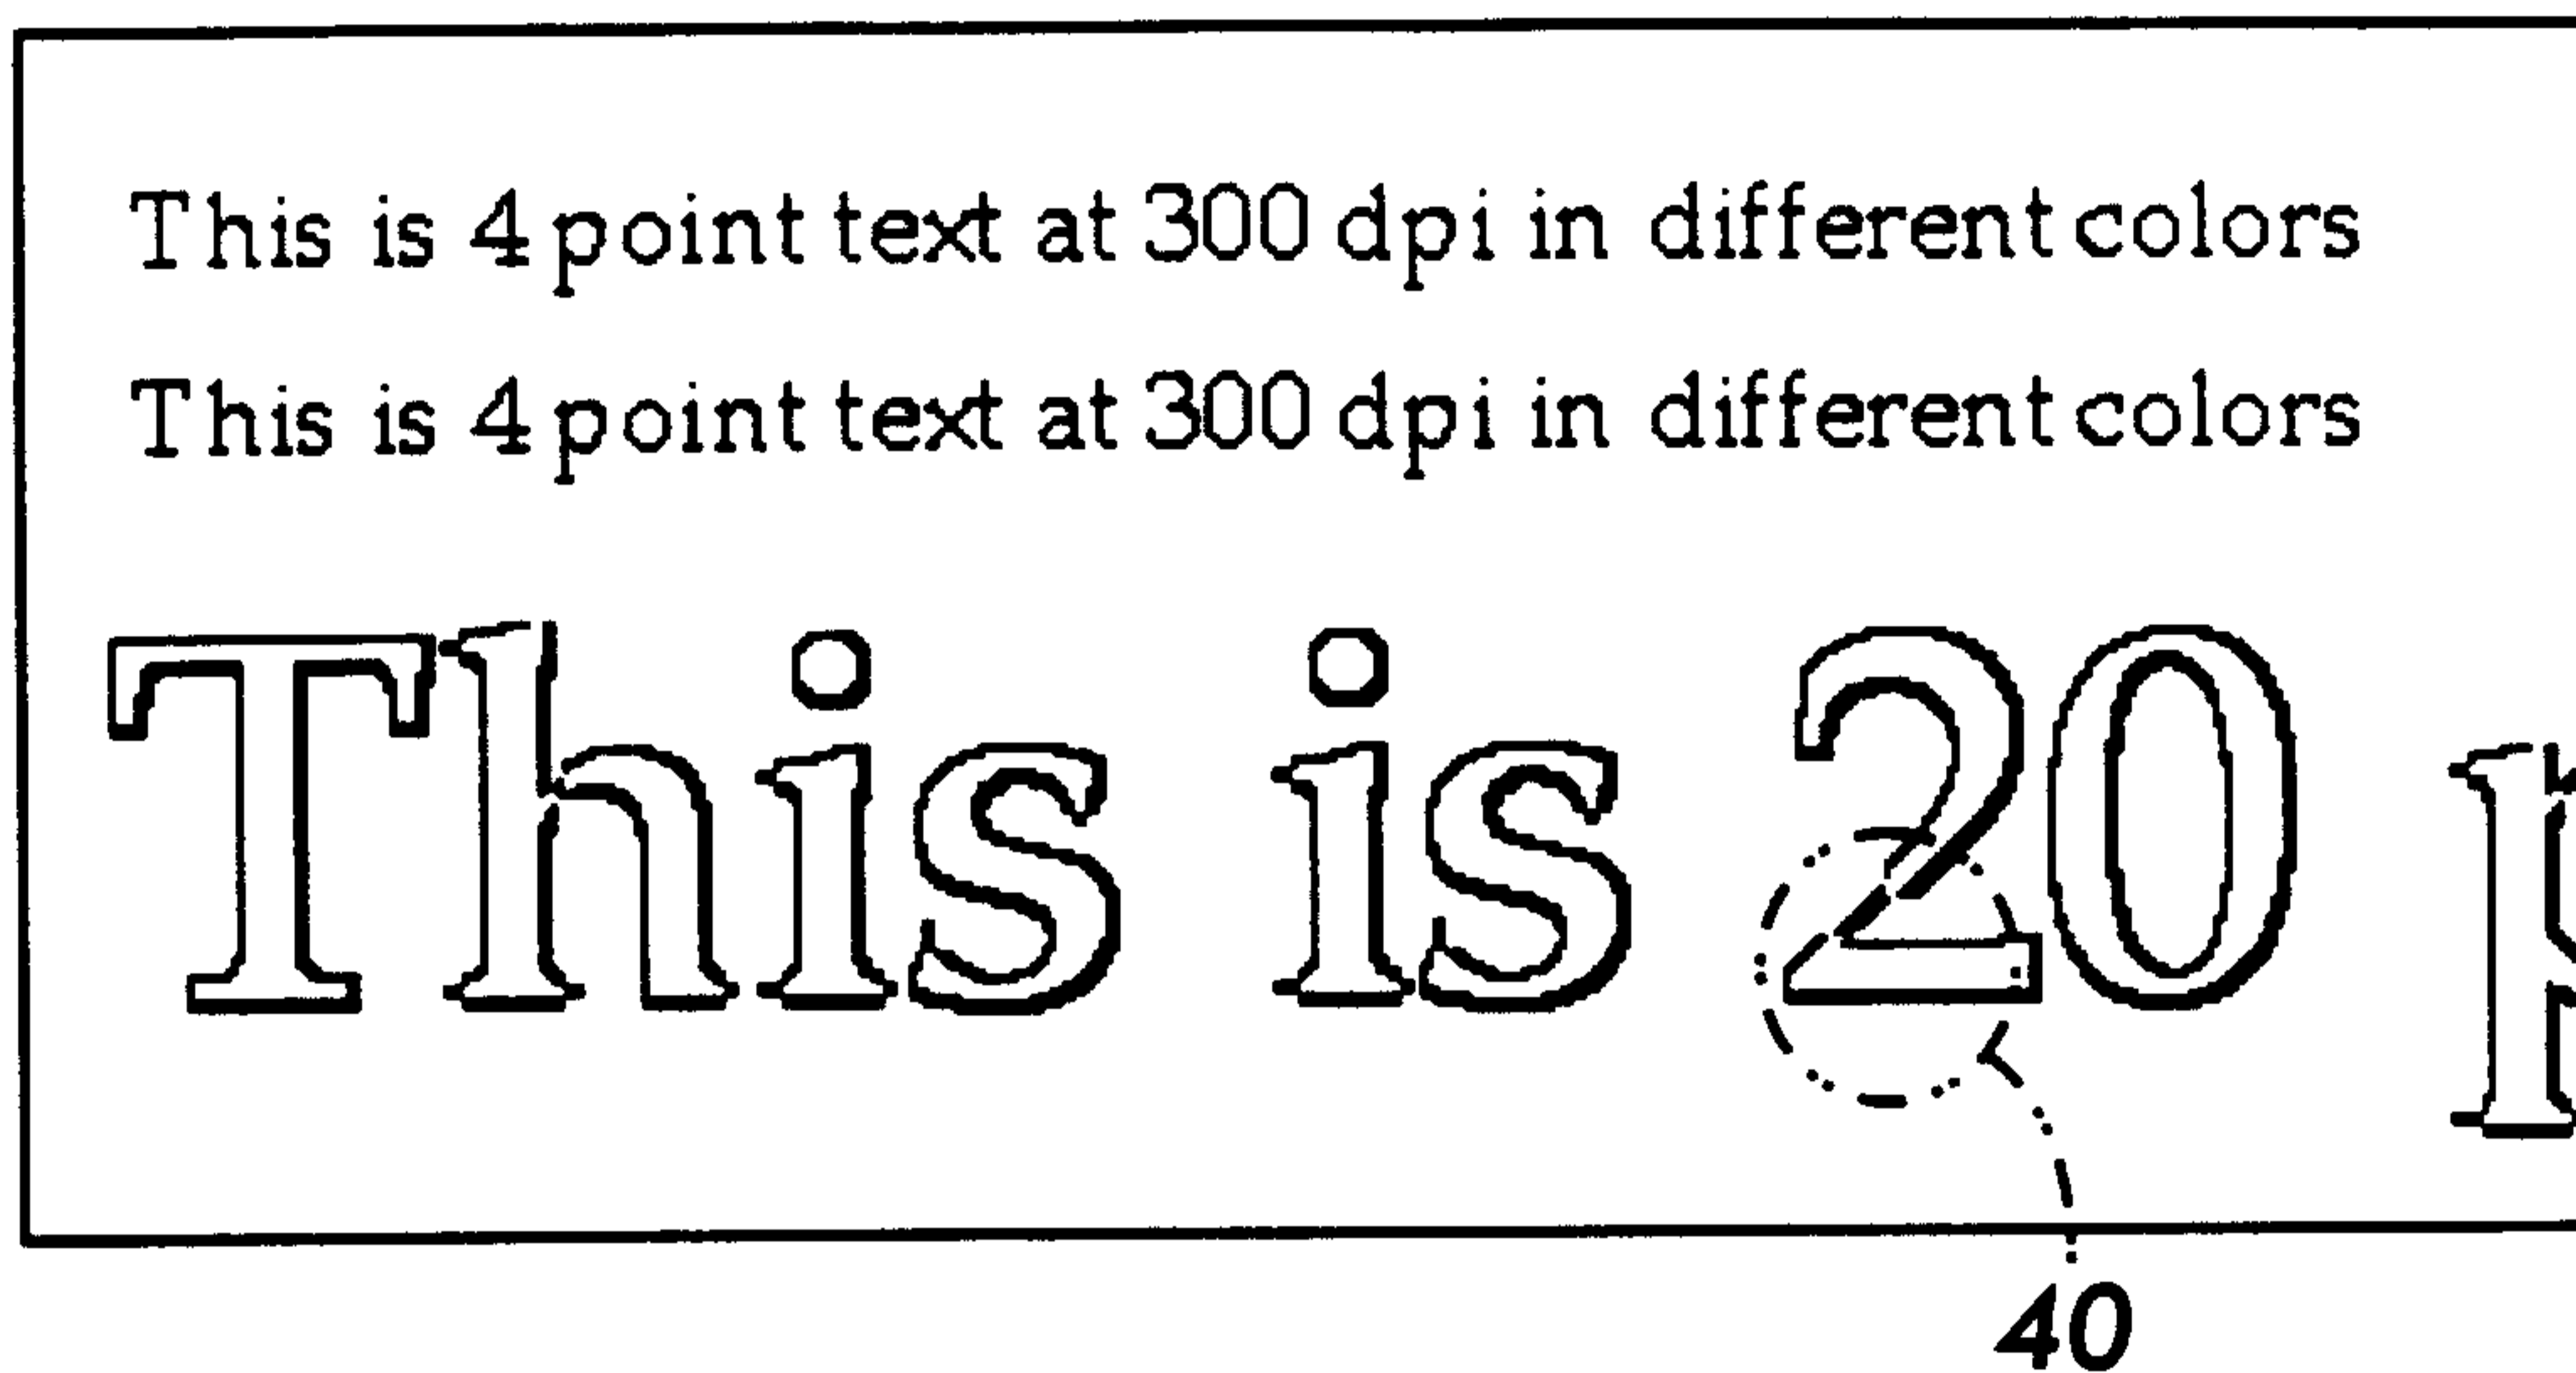 This is 4 point text at 300 dpi in different colors
This is 4 point text at 300 dpi in different colors
This is 20 p
40